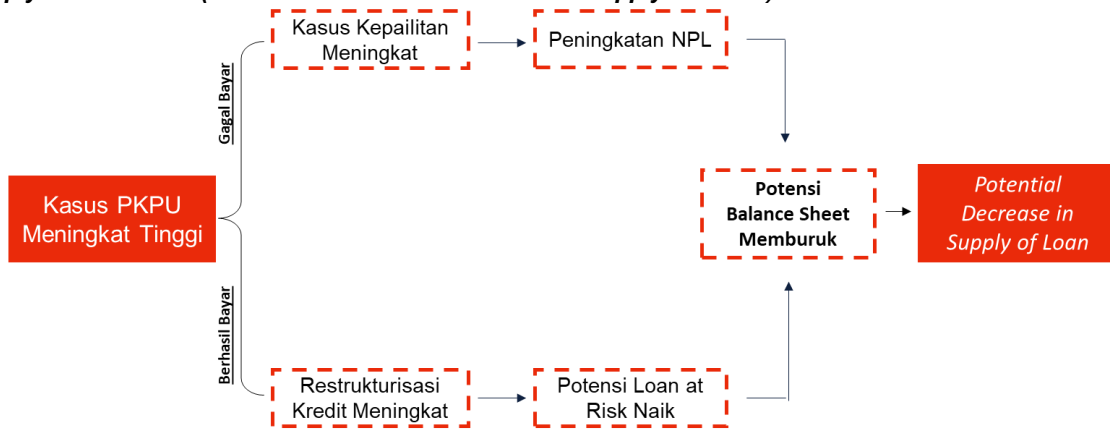 Kasus Kepailitan
Meningkat
Peningkatan NPL
Gagal Bayar
Kasus PKPU
Meningkat Tinggi
Potensi
Balance Sheet
Memburuk
Potential
Decrease in
Supply of Loan
Berhasil Bayar
Restrukturisasi
Kredit Meningkat
Potensi Loan at
Risk Naik